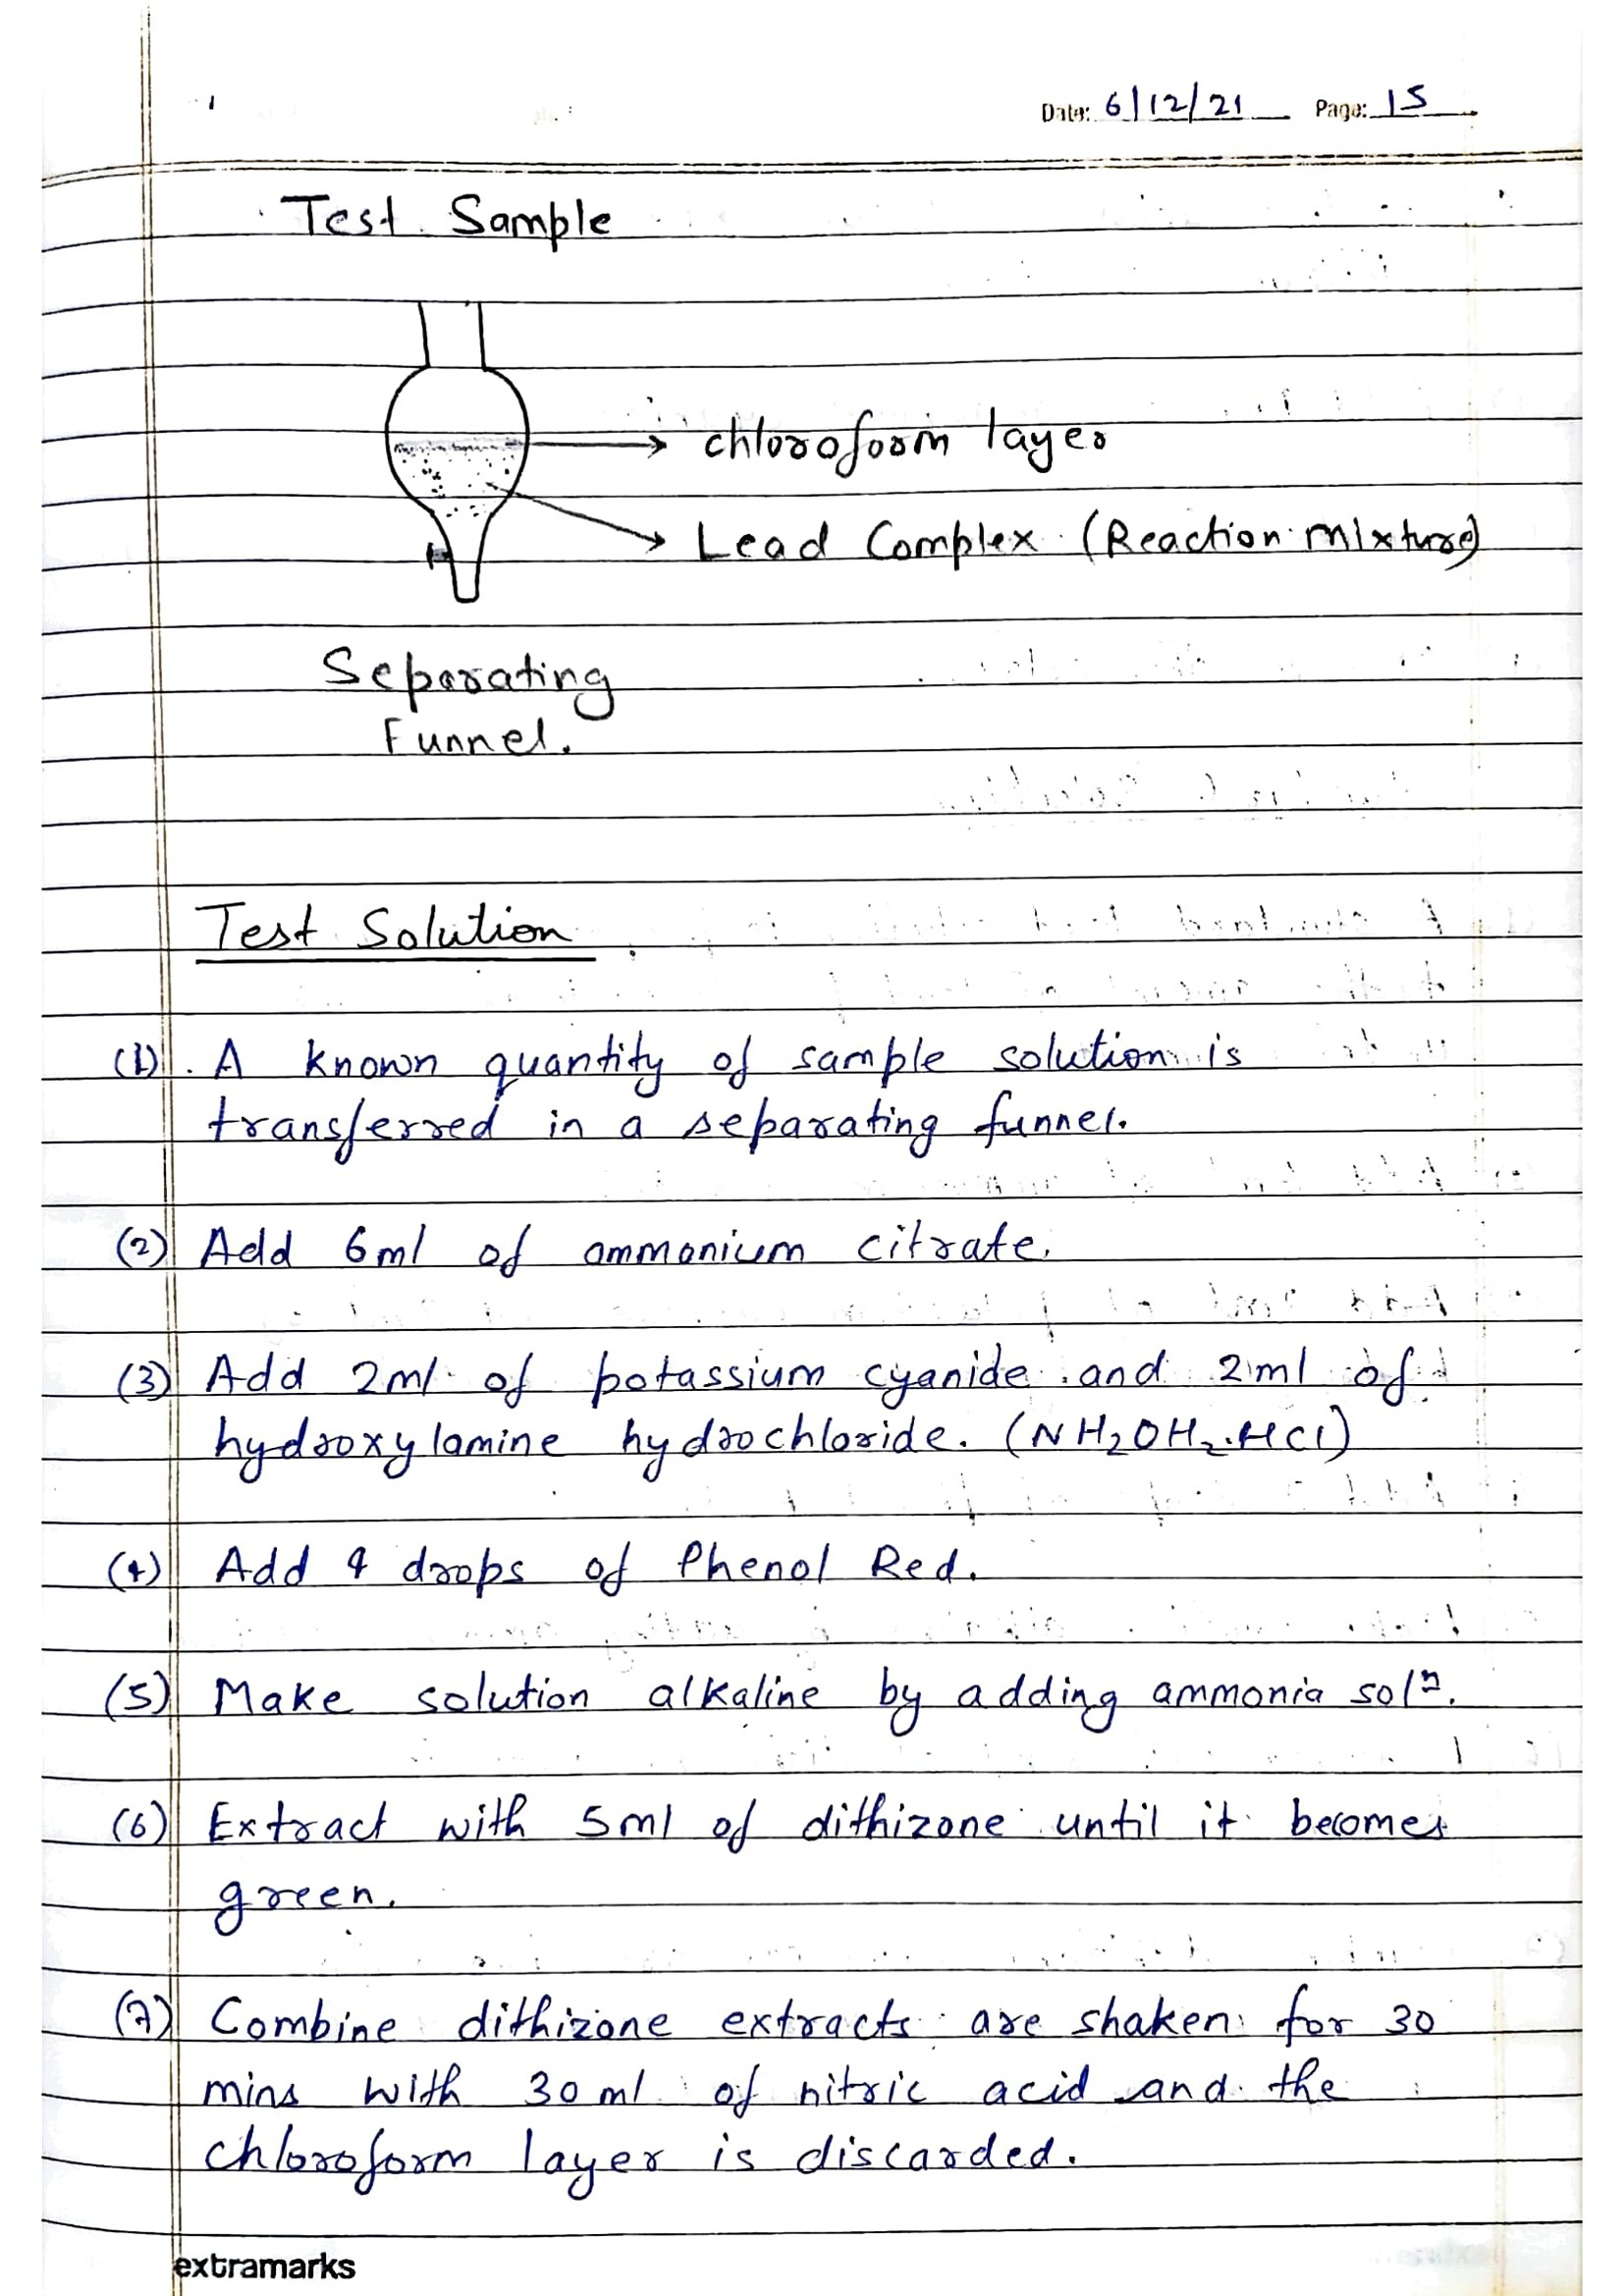 Date: 6/12/21 Page: 15
Test Sample
chloroform layer
Lead Complex (Reaction mixture)
Separating
Funnel.
Test Solution
(1). A known quantity of sample solution is
transferred in a separating funnel.
(2) Add 6ml of ammonium citrate.
(3) Add 2ml of potassium cyanide and 2ml of
hydroxylamine hydrochloride. (NH₂OH₂.HCl)
(4) Add 4 drops of Phenol Red.
(5) Make solution alkaline by adding ammonia solⁿ.
(6) Extract with 5ml of dithizone until it becomes
green.
(7) Combine dithizone extracts are shaken for 30
mins with 30ml of nitric acid and the
chloroform layer is discarded.
extramarks